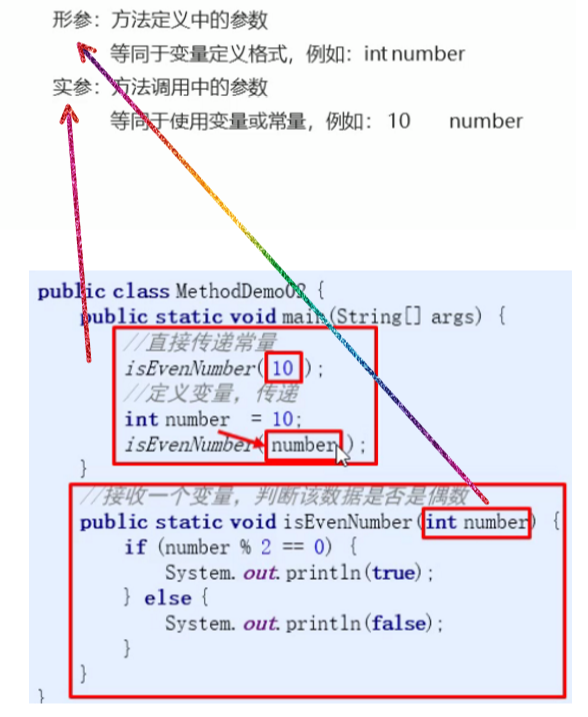 形参：方法定义中的参数
等同于变量定义格式，例如：int number
实参：方法调用中的参数
等同于使用变量或常量，例如： 10 number
public class MethodDemo02 {
public static void main(String[] args) {
//直接传递常量
isEvenNumber(10);
//定义变量，传递
int number = 10;
isEvenNumber(number);
}
//接收一个变量，判断该数据是否是偶数
public static void isEvenNumber(int number) {
if (number % 2 == 0) {
System.out.println(true);
} else {
System.out.println(false);
}
}
}